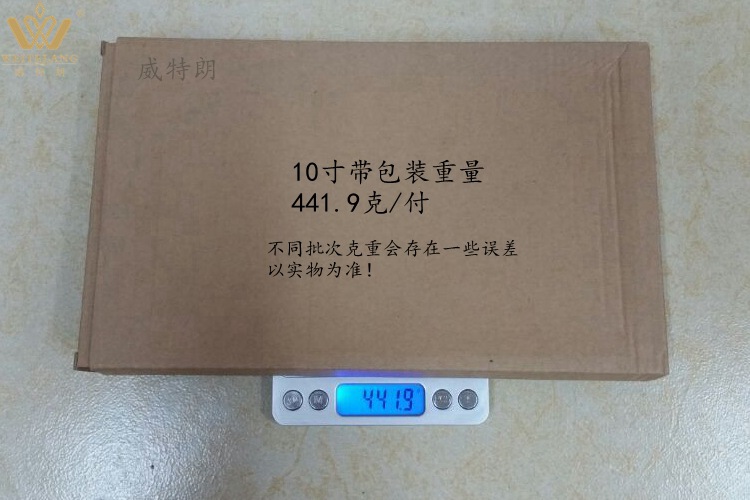 威特朗
10寸带包装重量
441.9克/付
不同批次克重会存在一些误差
以实物为准!
441.9